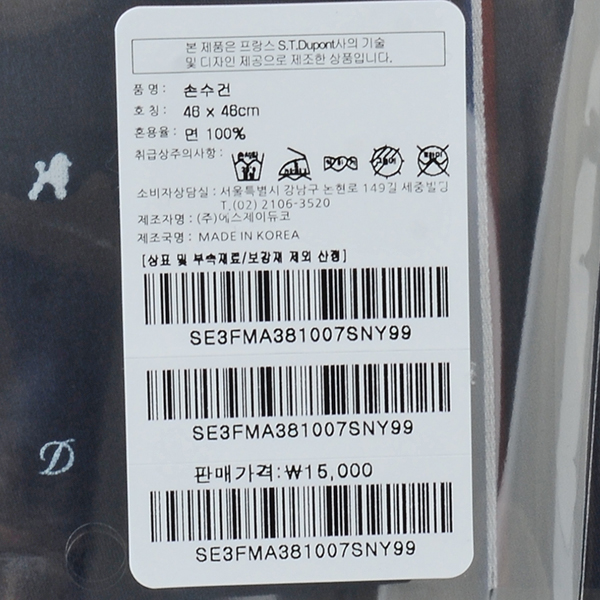 본 제품은 프랑스 S.T.Dupont사의 기술
및 디자인 제공으로 제조한 상품입니다.
품명: 손수건
호칭: 46 x 46cm
혼용율: 면 100%
취급상주의사항:
소비자상담실: 서울특별시 강남구 논현로 149길 세중빌딩
T.(02) 2106-3520
제조자명: (주)에스제이듀코
제조국명: MADE IN KOREA
[상표 및 부속재료/보강재 제외 산정]
SE3FMA381007SNY99
SE3FMA381007SNY99
판매가격:₩15,000
SE3FMA381007SNY99
D